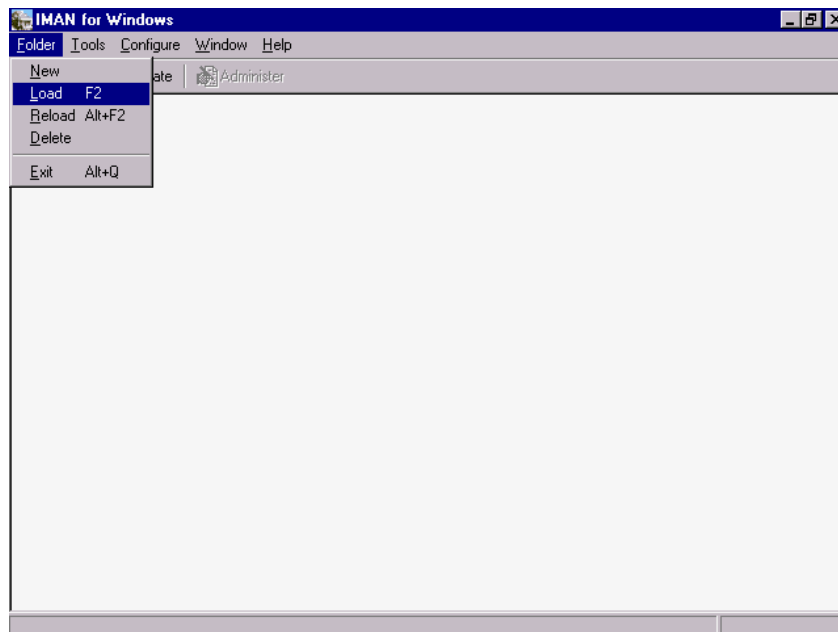 IMAN for Windows
Folder Tools Configure Window Help
New
ate Administer
Load F2
Reload Alt+F2
Delete
Exit Alt+Q